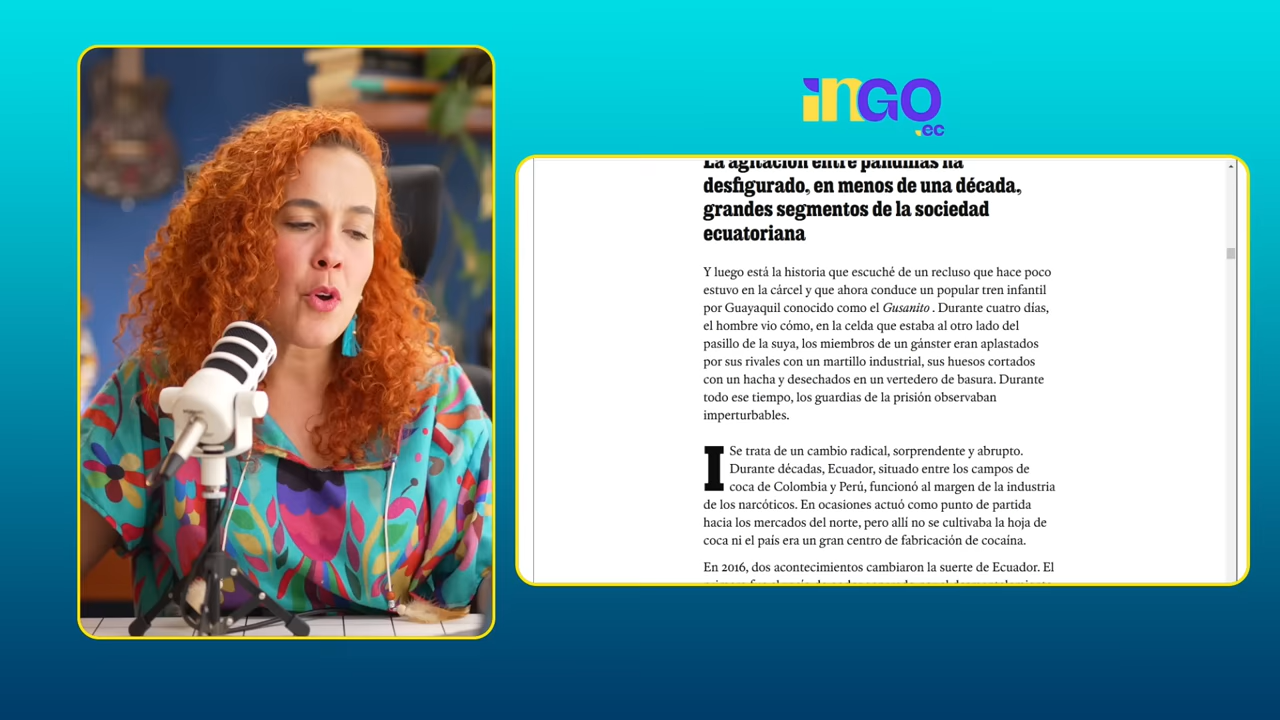 inGO
.ec
La agitación entre pandillas ha
desfigurado, en menos de una década,
grandes segmentos de la sociedad
ecuatoriana
Y luego está la historia que escuché de un recluso que hace poco
estuvo en la cárcel y que ahora conduce un popular tren infantil
por Guayaquil conocido como el Gusanito . Durante cuatro días,
el hombre vio cómo, en la celda que estaba al otro lado del
pasillo de la suya, los miembros de un gánster eran aplastados
por sus rivales con un martillo industrial, sus huesos cortados
con un hacha y desechados en un vertedero de basura. Durante
todo ese tiempo, los guardias de la prisión observaban
imperturbables.
I Se trata de un cambio radical, sorprendente y abrupto.
Durante décadas, Ecuador, situado entre los campos de
coca de Colombia y Perú, funcionó al margen de la industria
de los narcóticos. En ocasiones actuó como punto de partida
hacia los mercados del norte, pero allí no se cultivaba la hoja de
coca ni el país era un gran centro de fabricación de cocaína.
En 2016, dos acontecimientos cambiaron la suerte de Ecuador. El